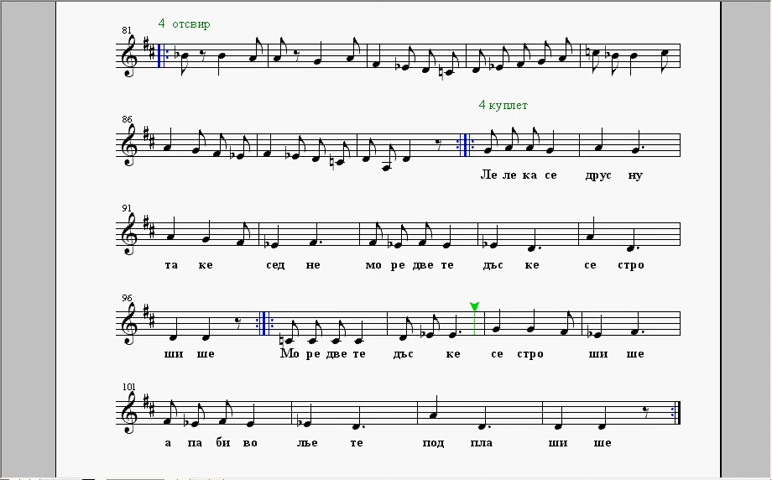 4 отсвир
81
4 куплет
86
Ле ле ка се друс ну
91
та ке сед не мо ре две те дъс ке се стро
96
ши ше Мо ре две те дъс ке се стро ши ше
101
а па би во лье те под пла ши ше